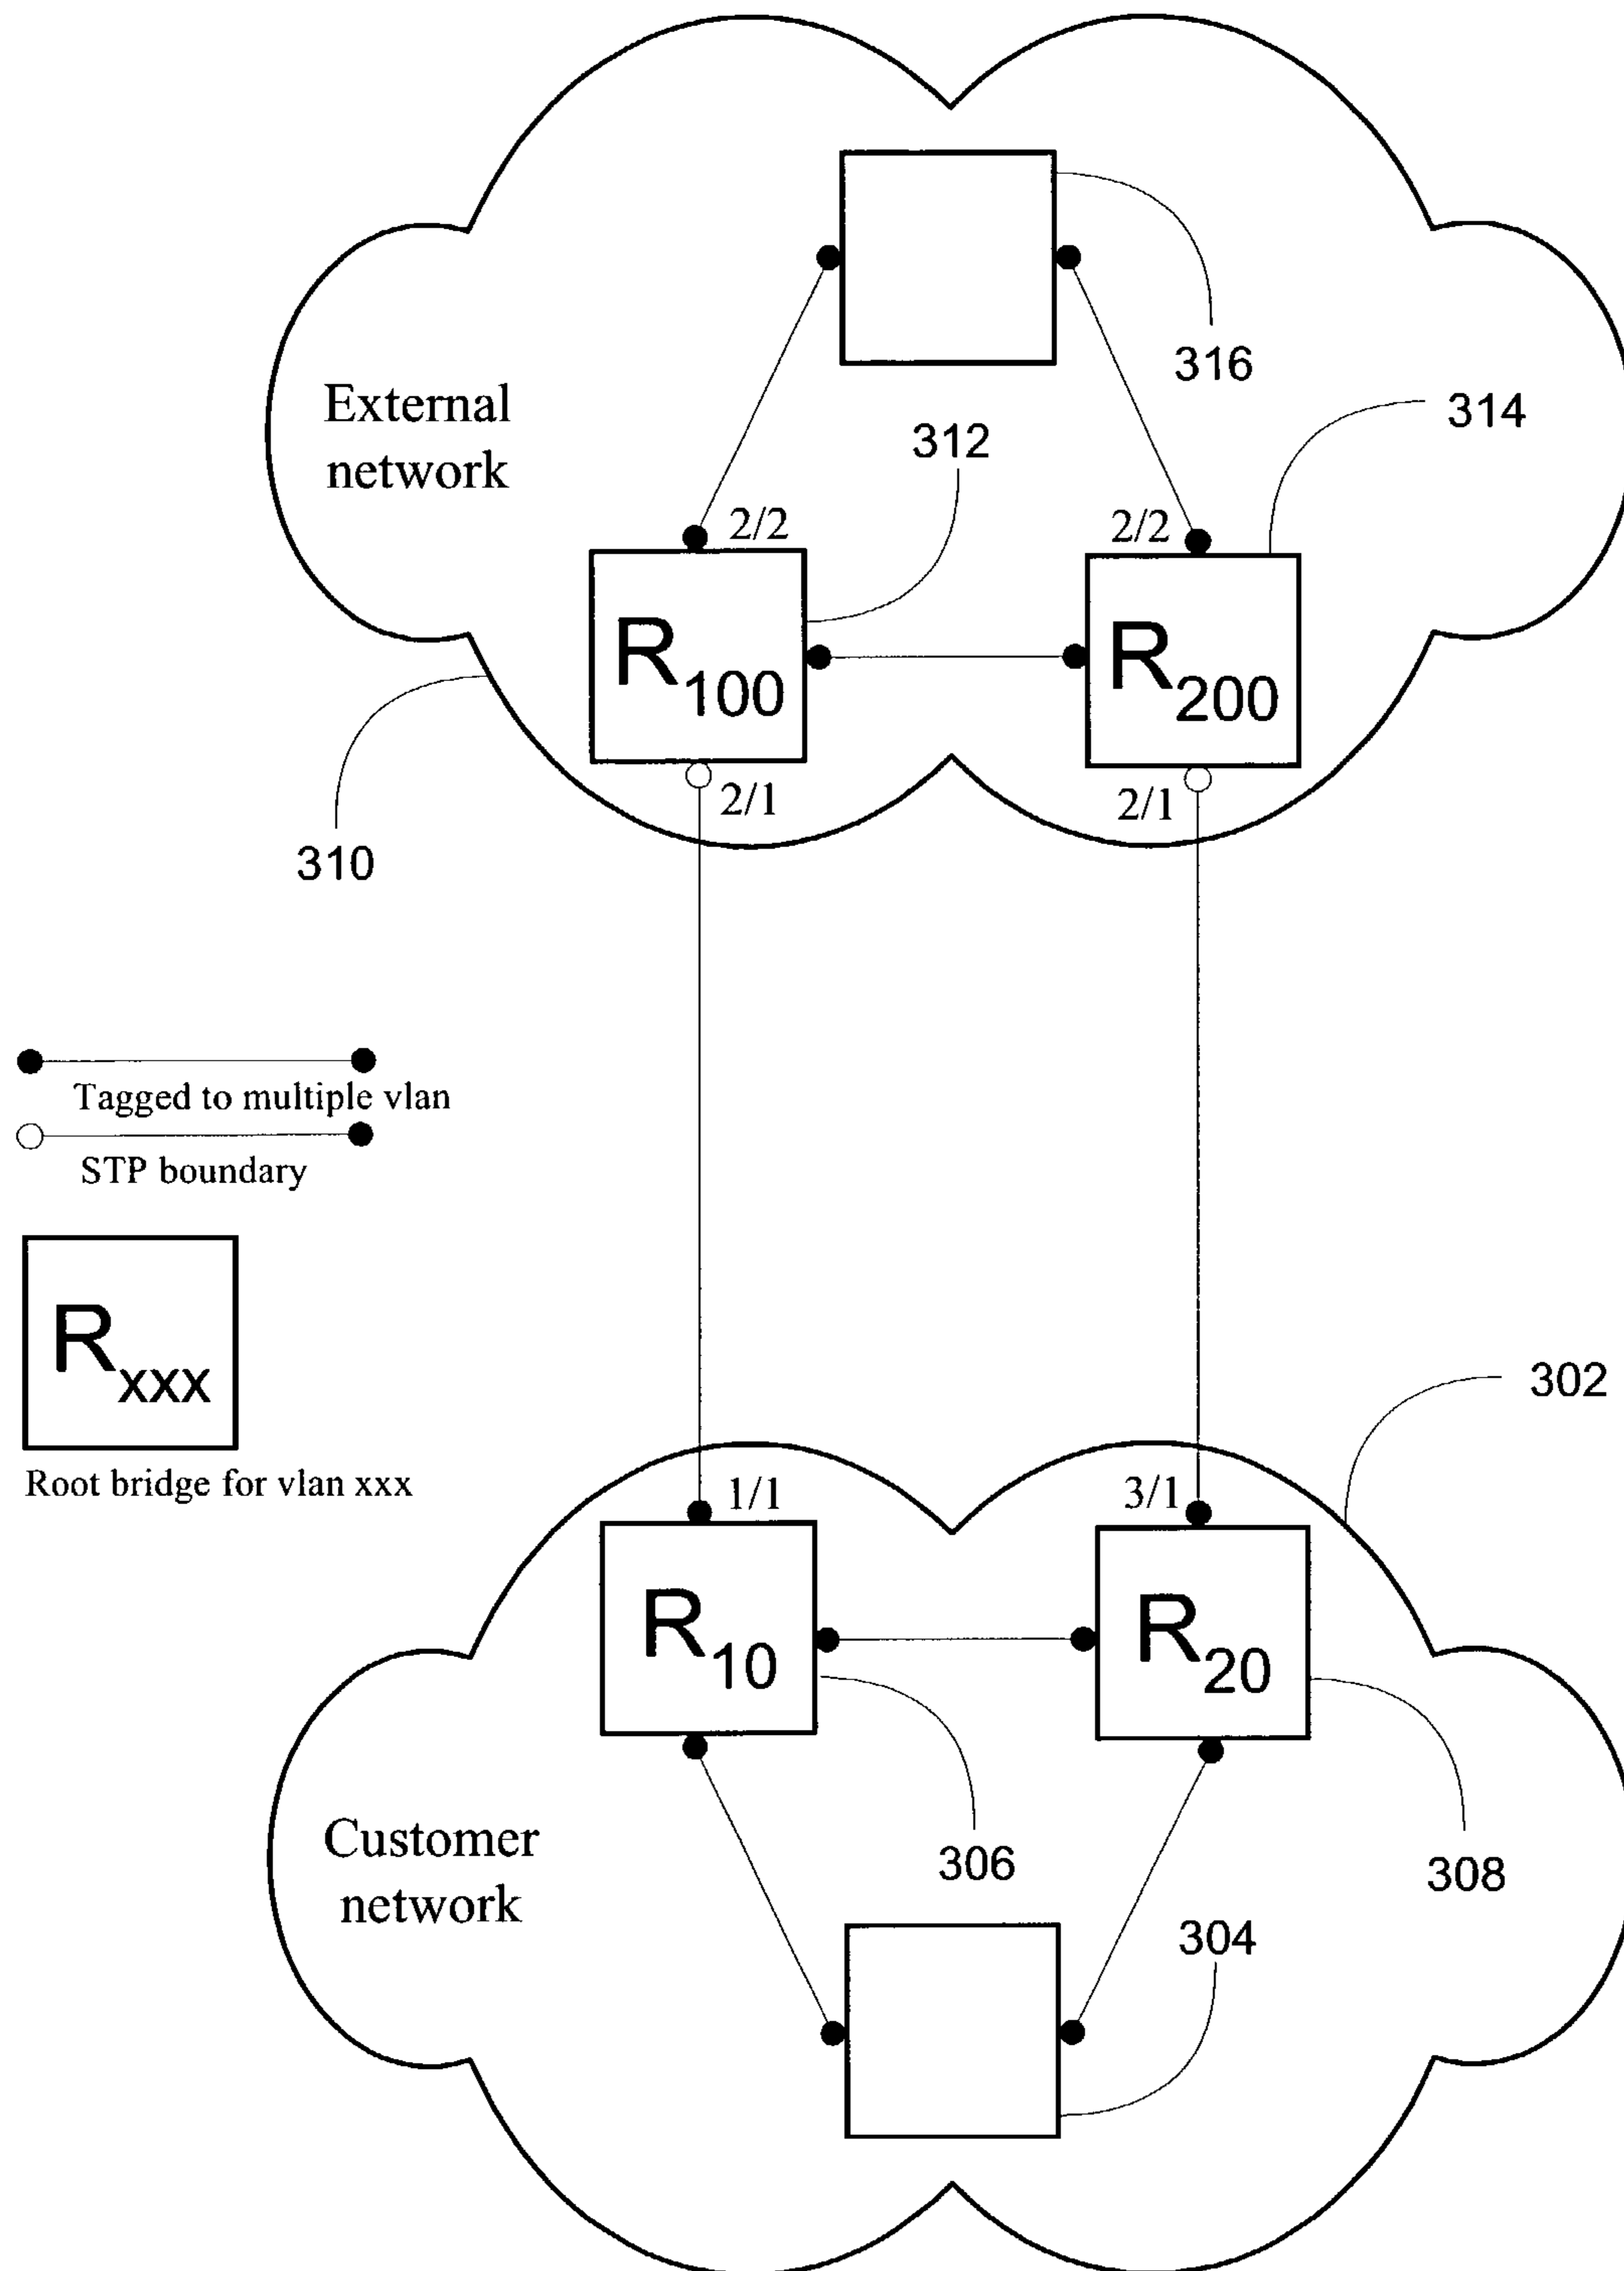 316
External
network
314
312
2/2
2/2
R100
R200
2/1
2/1
310
Tagged to multiple vlan
STP boundary
Rxxx
Root bridge for vlan xxx
302
1/1
3/1
R10
R20
Customer
network
306
308
304